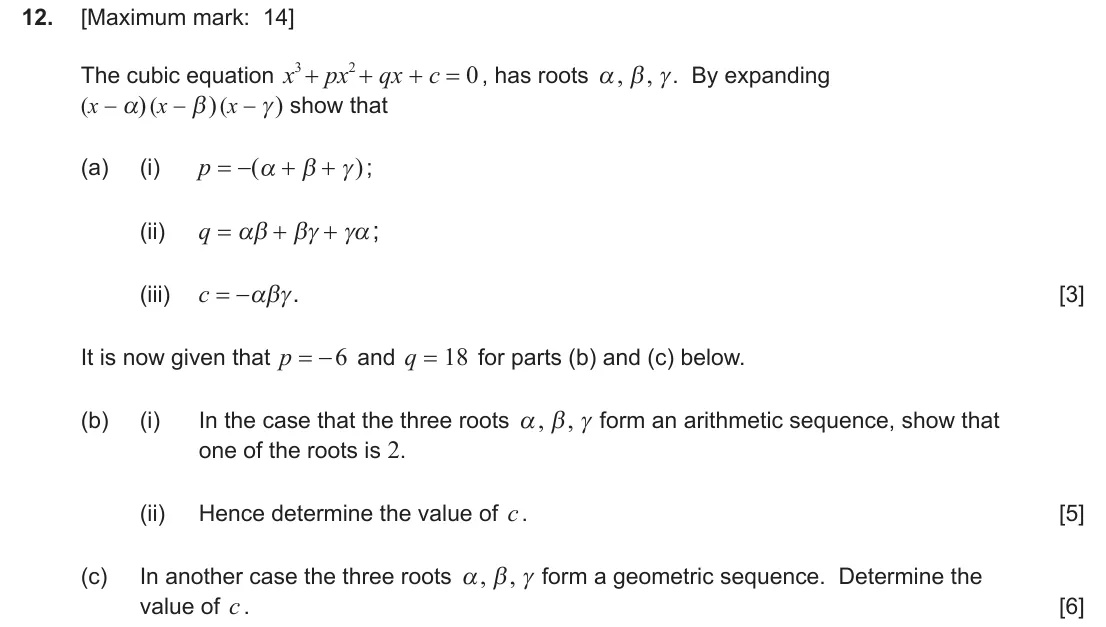 12. [Maximum mark: 14]
The cubic equation x³ + px² + qx + c = 0, has roots α, β, γ. By expanding
(x − α)(x − β)(x − γ) show that
(a) (i) p = −(α + β + γ);
(ii) q = αβ + βγ + γα;
(iii) c = −αβγ. [3]
It is now given that p = −6 and q = 18 for parts (b) and (c) below.
(b) (i) In the case that the three roots α, β, γ form an arithmetic sequence, show that
one of the roots is 2.
(ii) Hence determine the value of c. [5]
(c) In another case the three roots α, β, γ form a geometric sequence. Determine the
value of c. [6]